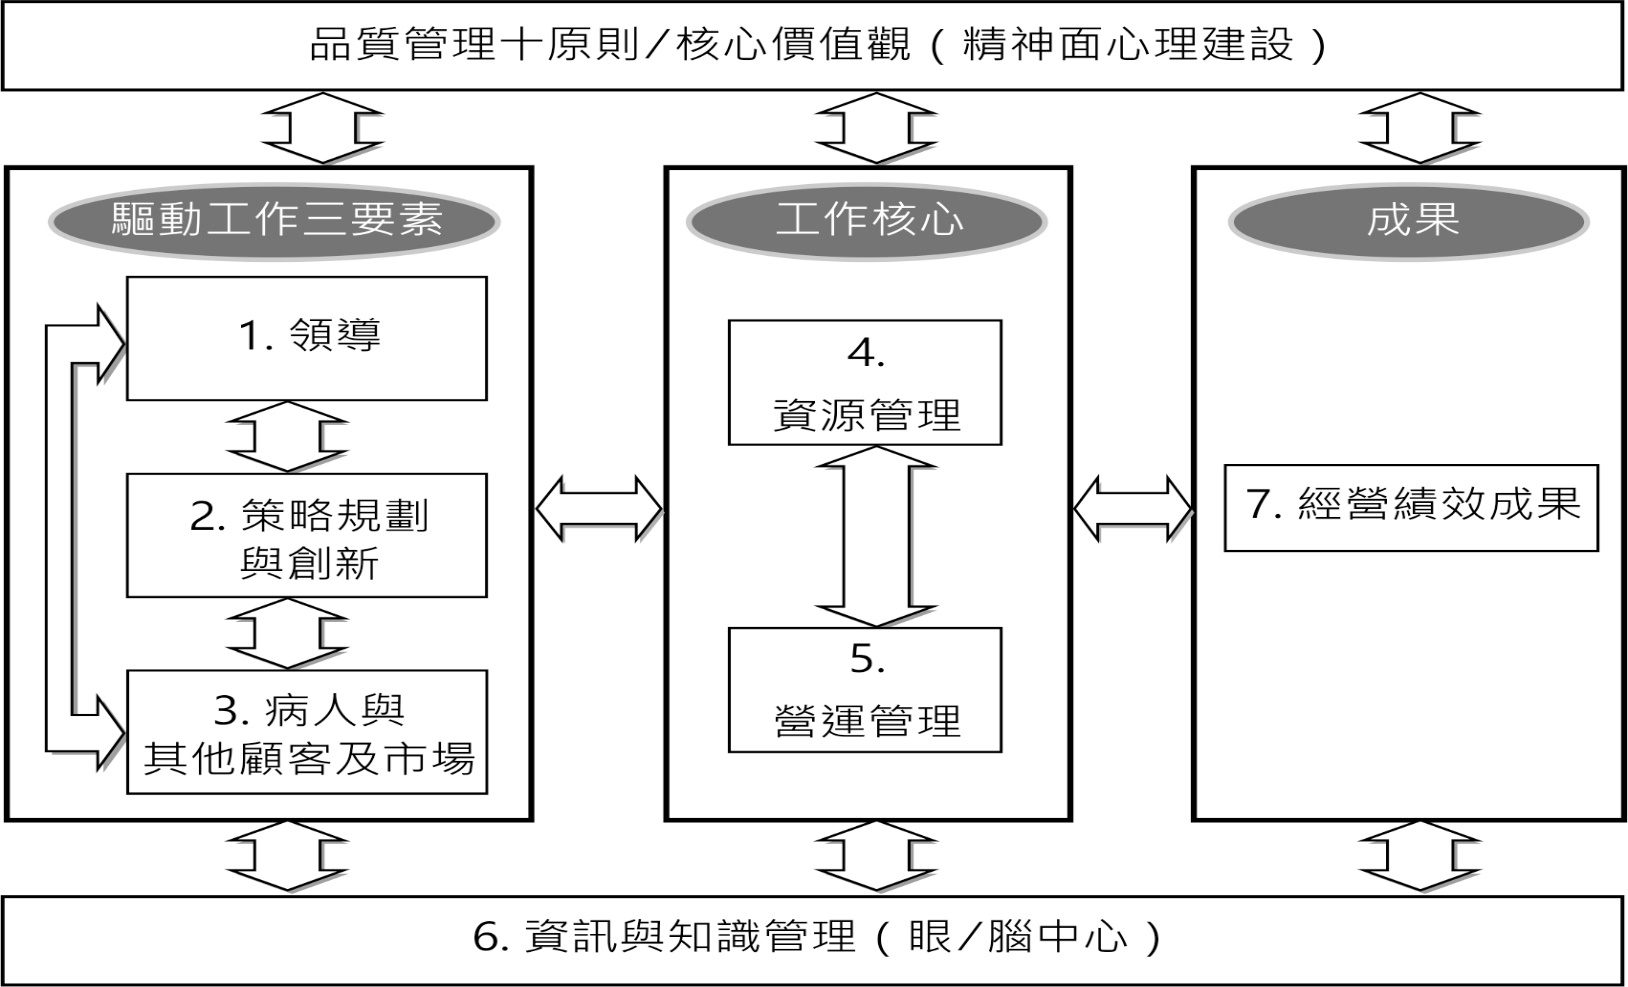 品質管理十原則/核心價值觀（精神面心理建設）
驅動工作三要素
1. 領導
2. 策略規劃
與創新
3. 病人與
其他顧客及市場
工作核心
4.
資源管理
5.
營運管理
成果
7. 經營績效成果
6. 資訊與知識管理（眼/腦中心）